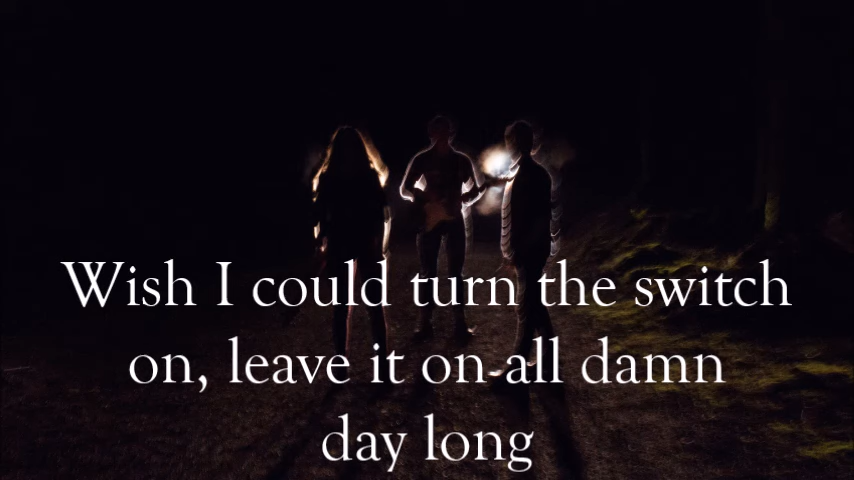 Wish I could turn the switch
on, leave it on all damn
day long